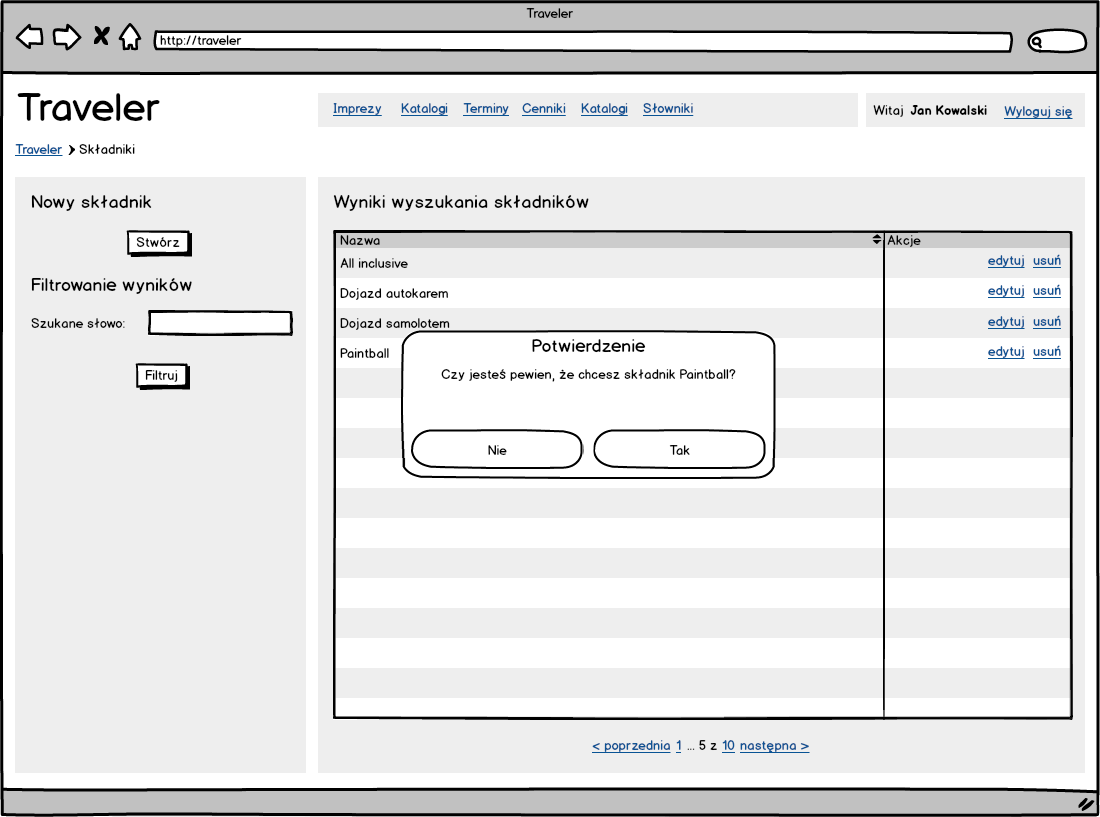 Traveler
http://traveler
Traveler
Imprezy Katalogi Terminy Cenniki Katalogi Słowniki
Witaj Jan Kowalski Wyloguj się
Traveler > Składniki
Nowy składnik
Stwórz
Filtrowanie wyników
Szukane słowo:
Filtruj
Wyniki wyszukania składników
Nazwa Akcje
All inclusive edytuj usuń
Dojazd autokarem edytuj usuń
Dojazd samolotem edytuj usuń
Paintball edytuj usuń
Potwierdzenie
Czy jesteś pewien, że chcesz składnik Paintball?
Nie Tak
< poprzednia 1 ... 5 z 10 następna >